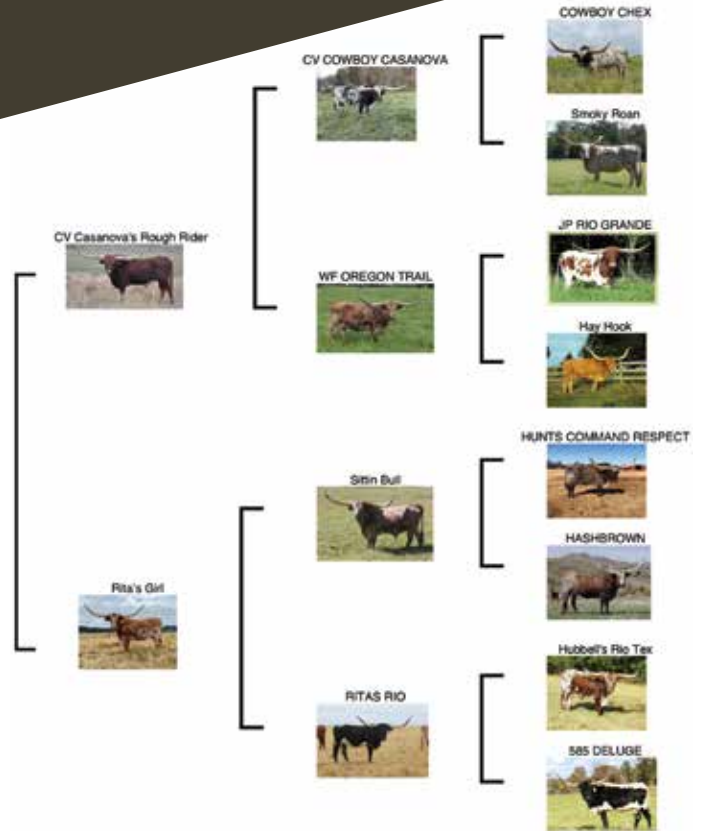 COWBOY CHEX
CV COWBOY CASANOVA
Smoky Roan
CV Casanova's Rough Rider
JP RIO GRANDE
WF OREGON TRAIL
Hay Hook
HUNTS COMMAND RESPECT
Sittin Bull
HASHBROWN
Rita's Girl
Hubbell's Rio Tex
RITAS RIO
585 DELUGE